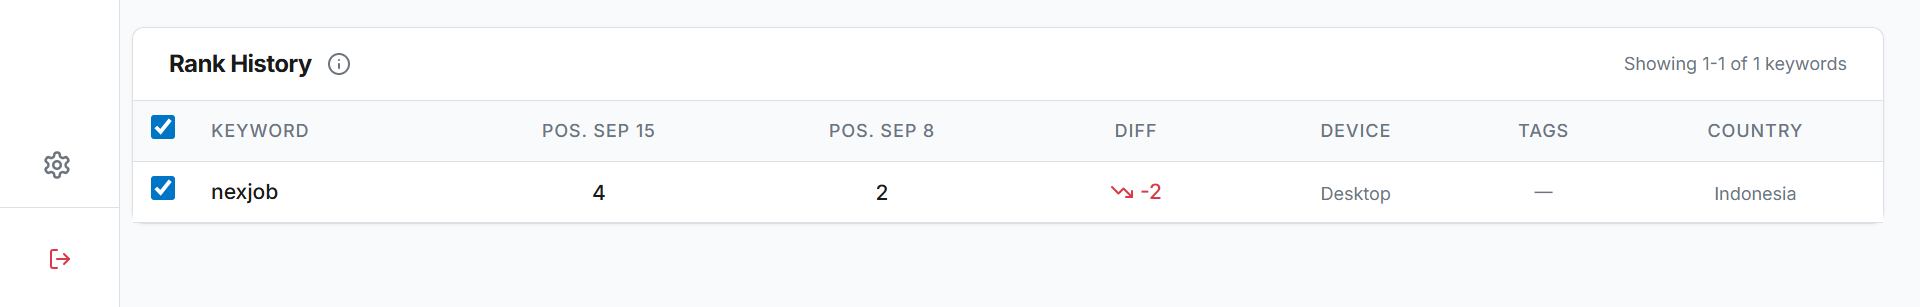 Rank History
Showing 1-1 of 1 keywords
KEYWORD POS. SEP 15 POS. SEP 8 DIFF DEVICE TAGS COUNTRY
nexjob 4 2 -2 Desktop — Indonesia